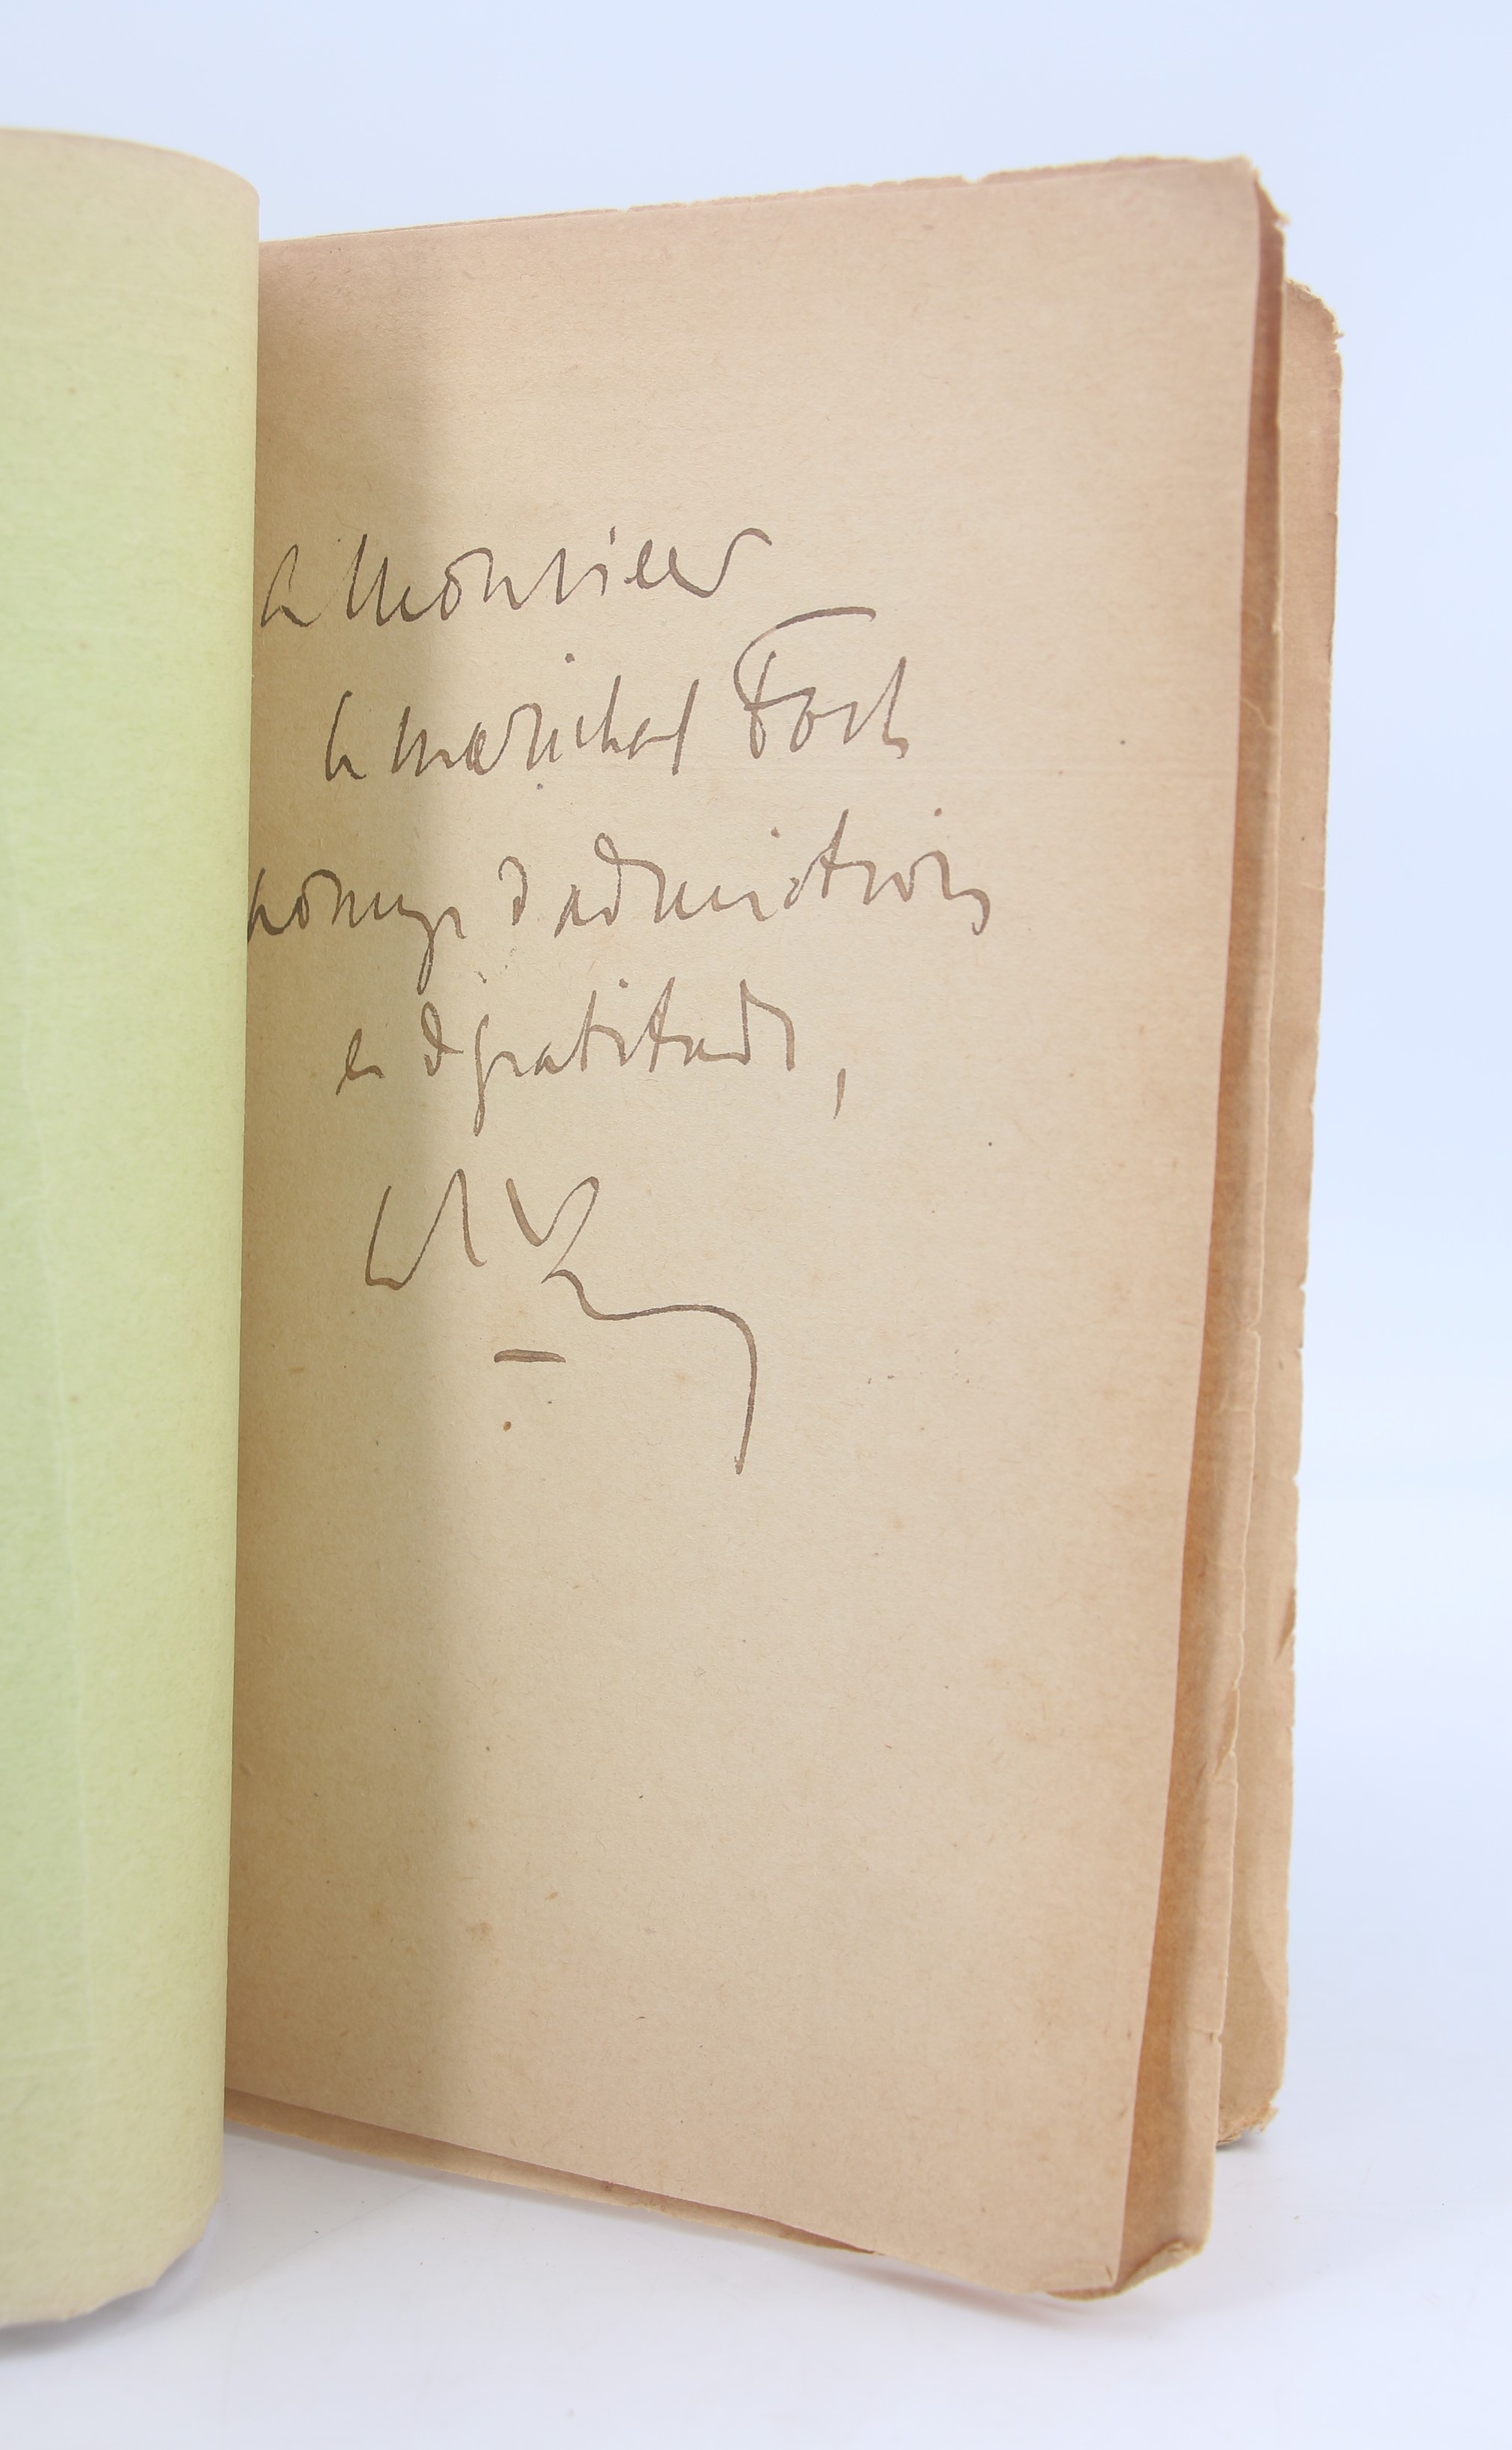 à Monsieur
le maréchal Foch
hommage d'admiration
et de gratitude,